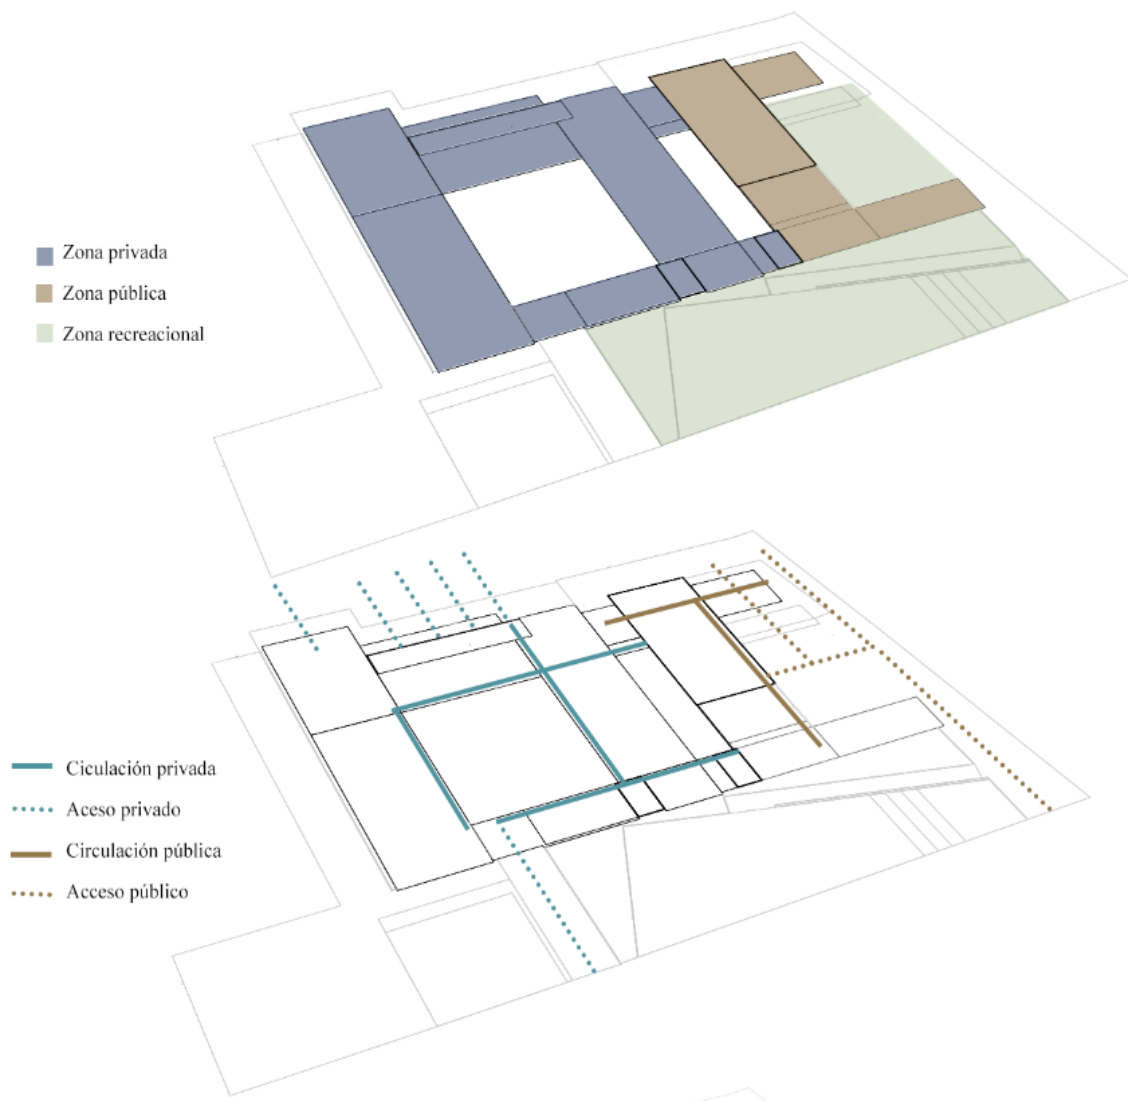 Zona privada
Zona pública
Zona recreacional
Ciculación privada
Aceso privado
Circulación pública
Acceso público